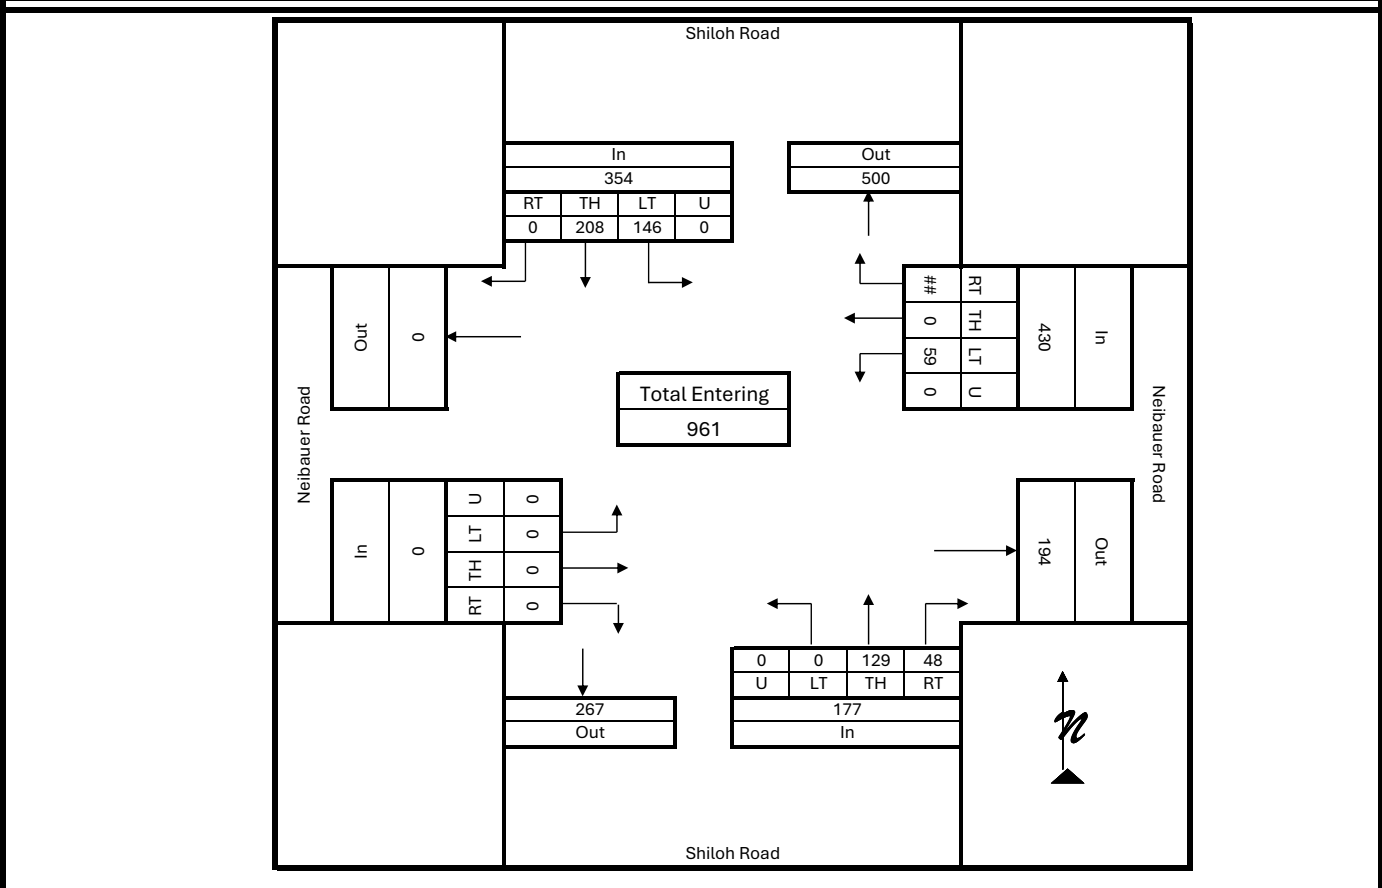 Shiloh Road
In
354
RT TH LT U
0 208 146 0
Out
500
Out 0
## RT
0 TH
59 LT
0 U
430 In
Neibauer Road
Total Entering
961
Neibauer Road
In 0
U 0
LT 0
TH 0
RT 0
194 Out
0 0 129 48
U LT TH RT
177
In
267
Out
N
Shiloh Road